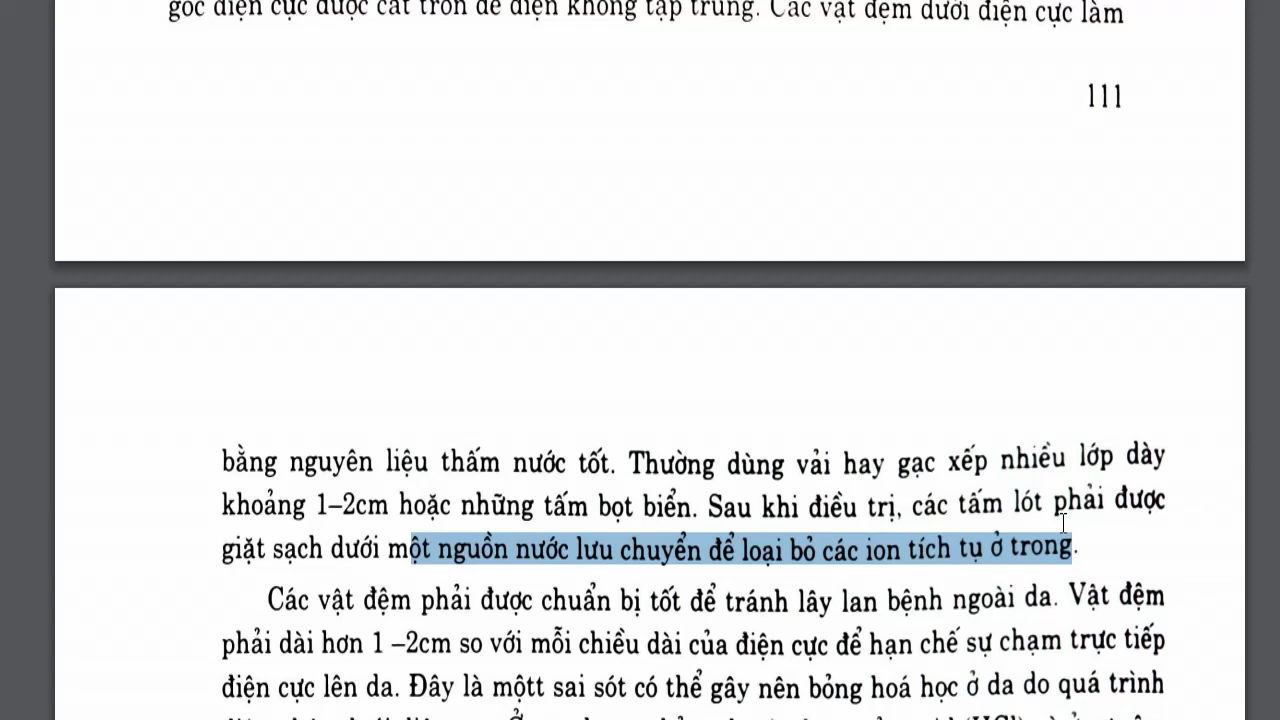 góc điện cực được cắt tròn để điện không tập trung. Các vật đệm dưới điện cực làm
111
bằng nguyên liệu thấm nước tốt. Thường dùng vải hay gạc xếp nhiều lớp dày
khoảng 1–2cm hoặc những tấm bọt biển. Sau khi điều trị, các tấm lót phải được
giặt sạch dưới một nguồn nước lưu chuyển để loại bỏ các ion tích tụ ở trong.
Các vật đệm phải được chuẩn bị tốt để tránh lây lan bệnh ngoài da. Vật đệm
phải dài hơn 1 –2cm so với mỗi chiều dài của điện cực để hạn chế sự chạm trực tiếp
điện cực lên da. Đây là mộtt sai sót có thể gây nên bỏng hoá học ở da do quá trình